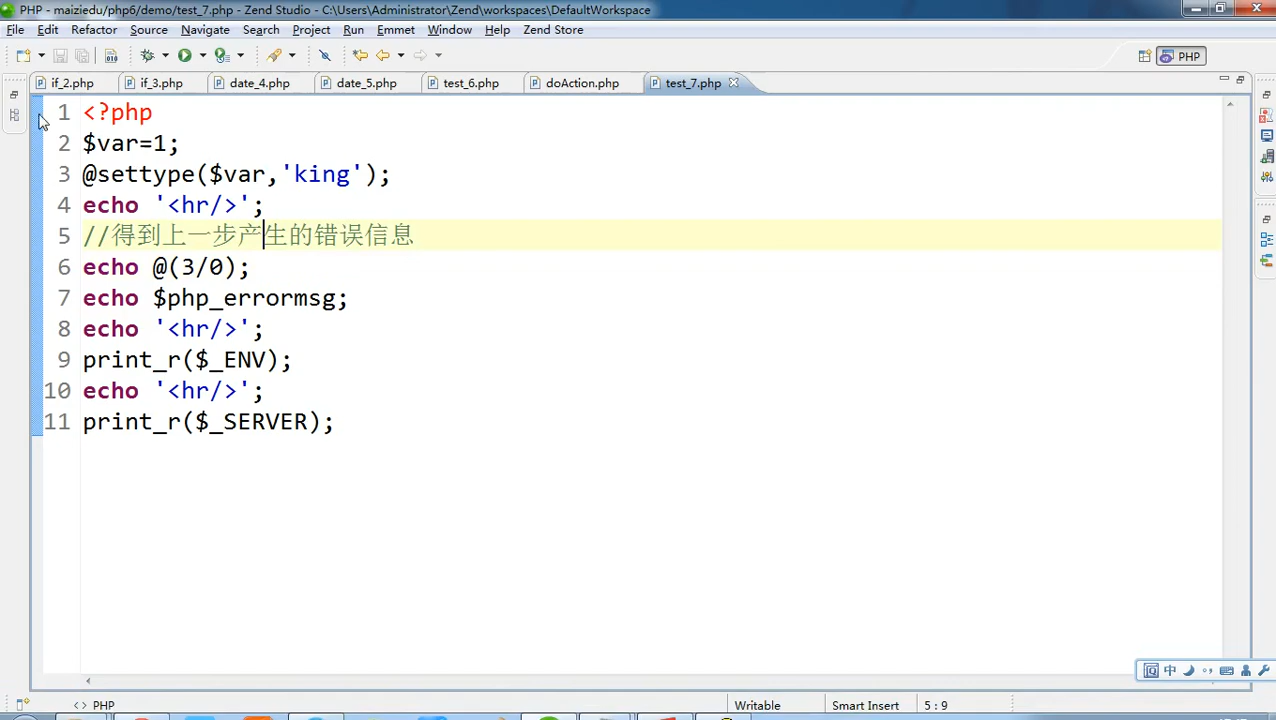 PHP - maiziedu/php6/demo/test_7.php - Zend Studio - C:\Users\Administrator\Zend\workspaces\DefaultWorkspace
File Edit Refactor Source Navigate Search Project Run Emmet Window Help Zend Store
PHP
if_2.php if_3.php date_4.php date_5.php test_6.php doAction.php test_7.php
1 <?php
2 $var=1;
3 @settype($var,'king');
4 echo '<hr/>';
5 //得到上一步产生的错误信息
6 echo @(3/0);
7 echo $php_errormsg;
8 echo '<hr/>';
9 print_r($_ENV);
10 echo '<hr/>';
11 print_r($_SERVER);
中
<> PHP Writable Smart Insert 5 : 9